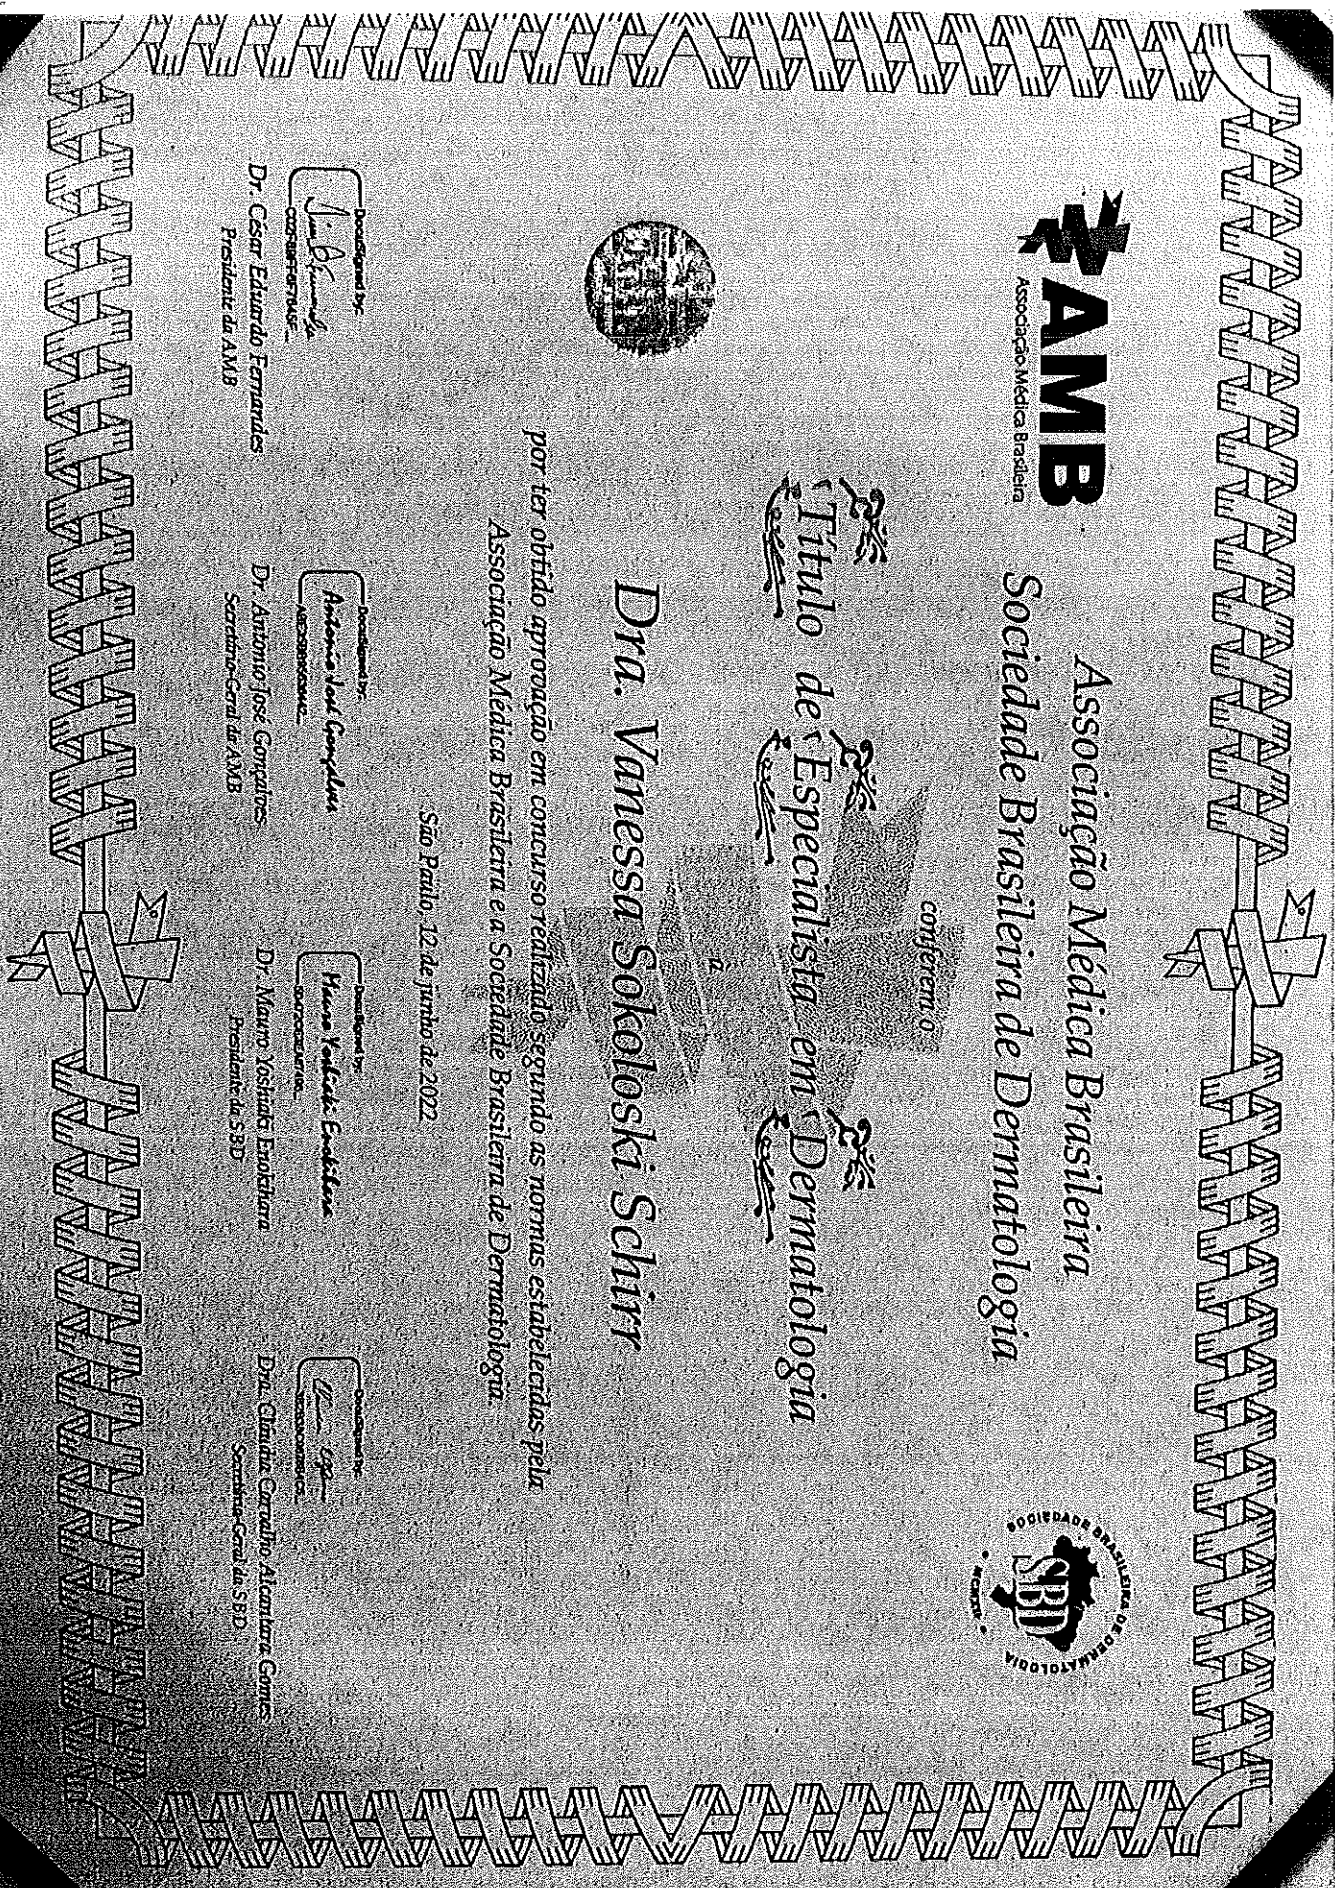 AMB
Associação Médica Brasileira
Associação Médica Brasileira
Sociedade Brasileira de Dermatologia
SOCIEDADE BRASILEIRA DE DERMATOLOGIA
SBD
conferem o
Título de Especialista em Dermatologia
a
Dra. Vanessa Sokoloski Schirr
por ter obtido aprovação em concurso realizado segundo as normas estabelecidas pela
Associação Médica Brasileira e a Sociedade Brasileira de Dermatologia.
São Paulo, 12 de junho de 2022
DocuSigned by:
Dr. César Eduardo Fernandes
Presidente da AMB
DocuSigned by:
Antonio José Gonçalves
Dr. Antonio José Gonçalves
Secretário-Geral da AMB
DocuSigned by:
Mauro Yoshiaki Enokihara
Dr. Mauro Yoshiaki Enokihara
Presidente da SBD
DocuSigned by:
Dra. Claudia Carvalho Alcantara Gomes
Secretária-Geral da SBD